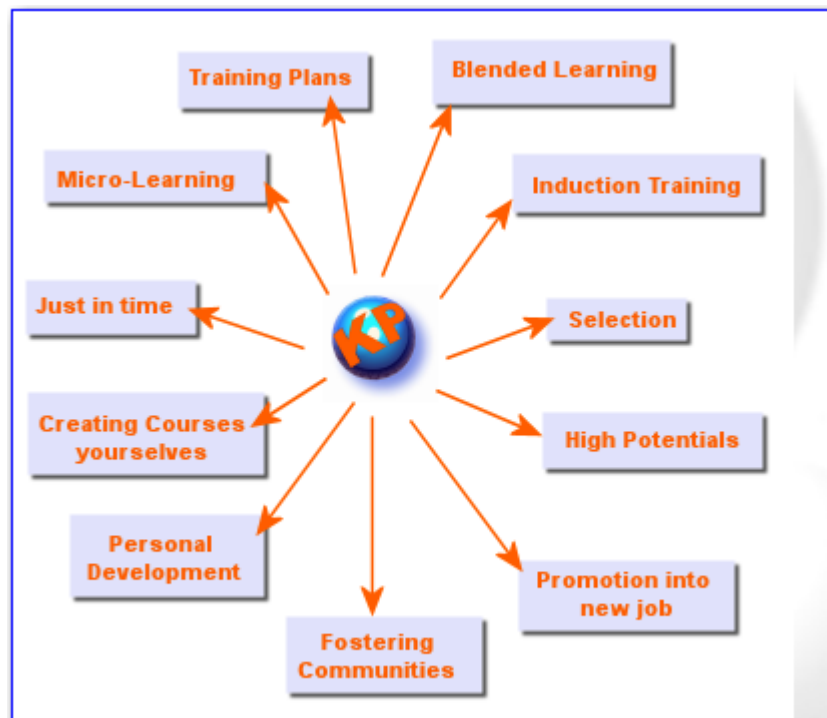 Training Plans
Blended Learning
Micro-Learning
Induction Training
Just in time
KP
Selection
Creating Courses
yourselves
High Potentials
Personal
Development
Promotion into
new job
Fostering
Communities